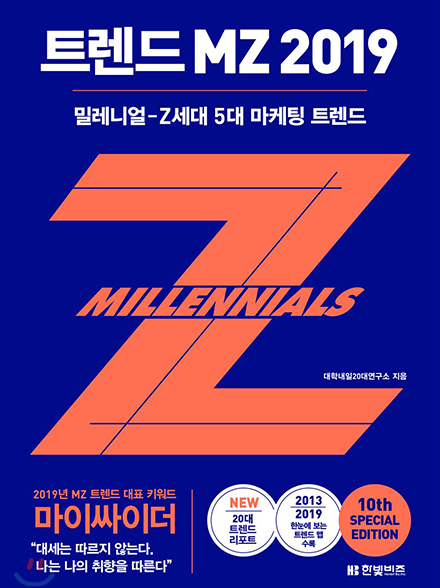 트렌드 MZ 2019
밀레니얼-Z세대 5대 마케팅 트렌드
MILLENNIALS
대학내일20대연구소 지음
2019년 MZ 트렌드 대표 키워드
마이싸이더
“대세는 따르지 않는다.
나는 나의 취향을 따른다”
NEW
20대
트렌드
리포트
2013
2019
한눈에 보는
트렌드 맵
수록
10th
SPECIAL
EDITION
HB 한빛비즈